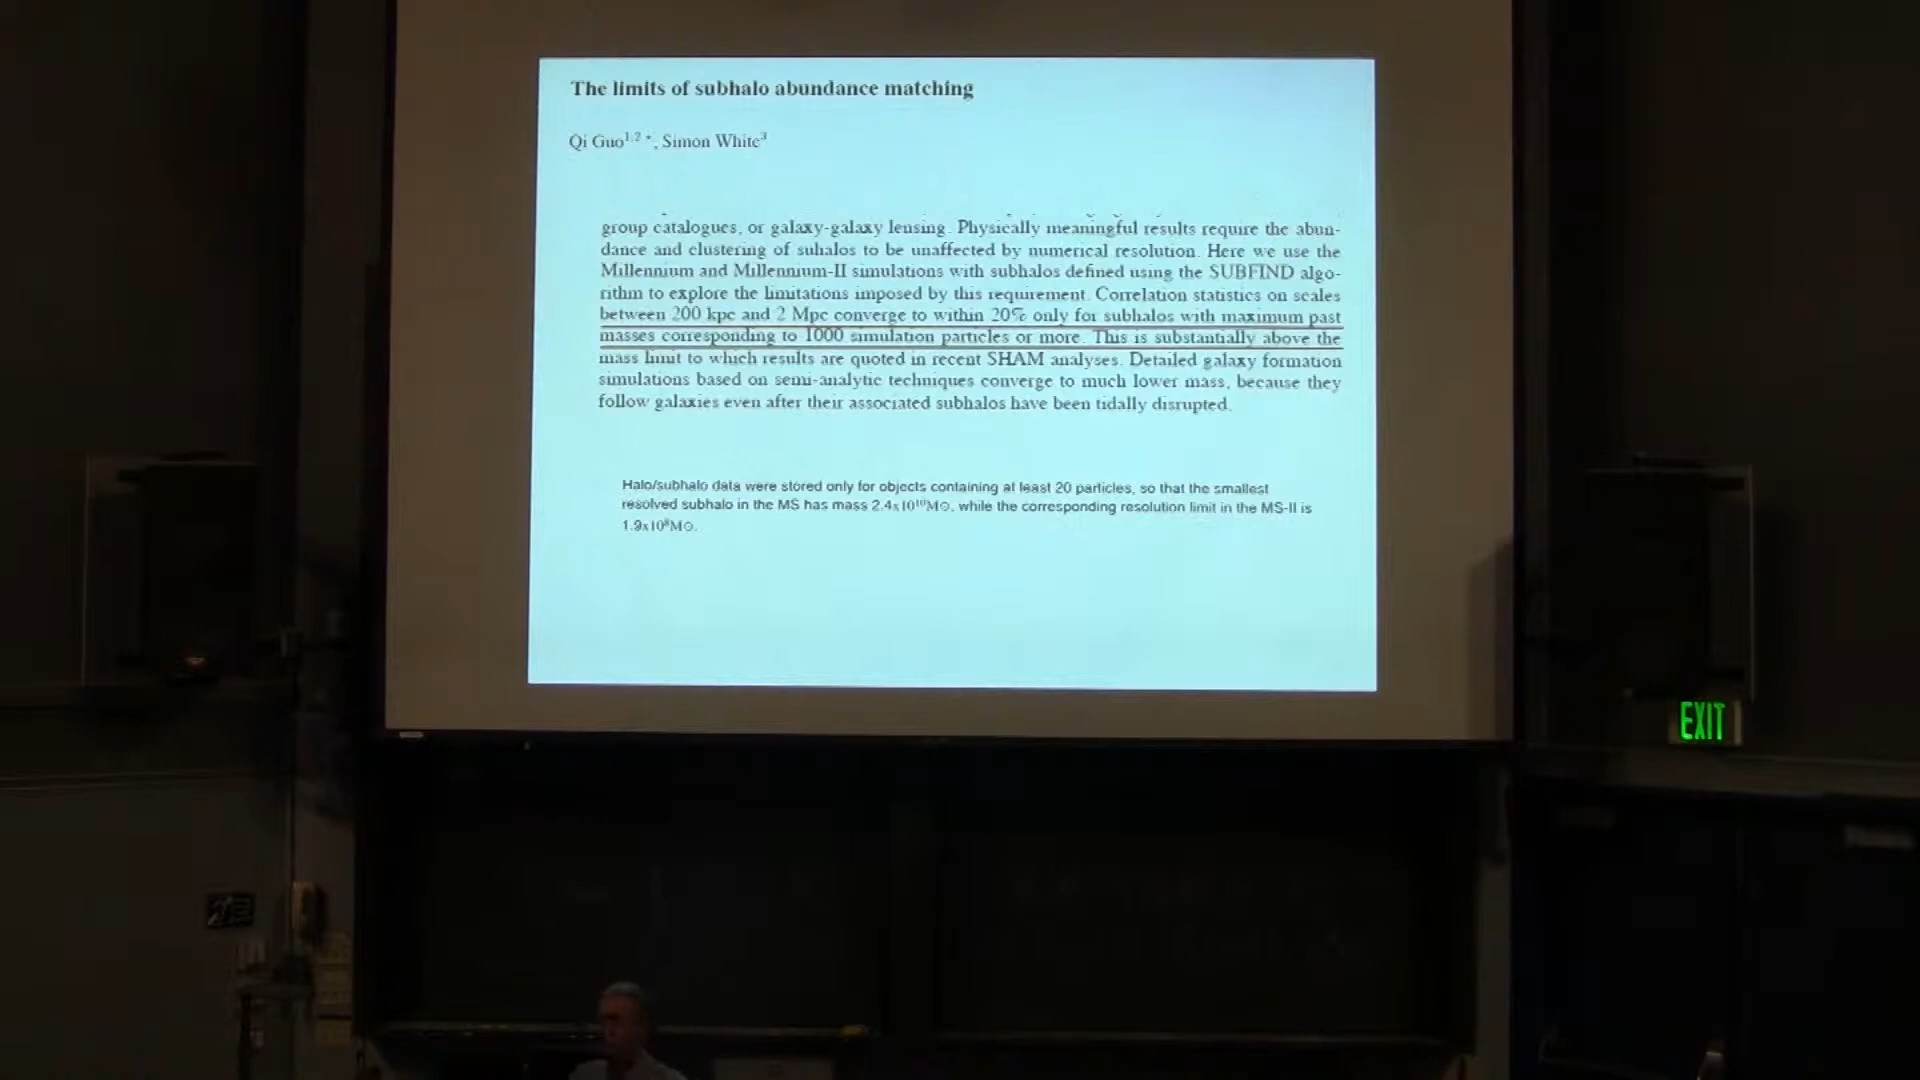 The limits of subhalo abundance matching
Qi Guo¹,²*, Simon White³
group catalogues, or galaxy-galaxy lensing. Physically meaningful results require the abun-
dance and clustering of suhalos to be unaffected by numerical resolution. Here we use the
Millennium and Millennium-II simulations with subhalos defined using the SUBFIND algo-
rithm to explore the limitations imposed by this requirement. Correlation statistics on scales
between 200 kpc and 2 Mpc converge to within 20% only for subhalos with maximum past
masses corresponding to 1000 simulation particles or more. This is substantially above the
mass limit to which results are quoted in recent SHAM analyses. Detailed galaxy formation
simulations based on semi-analytic techniques converge to much lower mass, because they
follow galaxies even after their associated subhalos have been tidally disrupted.
Halo/subhalo data were stored only for objects containing at least 20 particles, so that the smallest
resolved subhalo in the MS has mass 2.4x10¹⁰M⊙, while the corresponding resolution limit in the MS-II is
1.9x10⁸M⊙.
EXIT